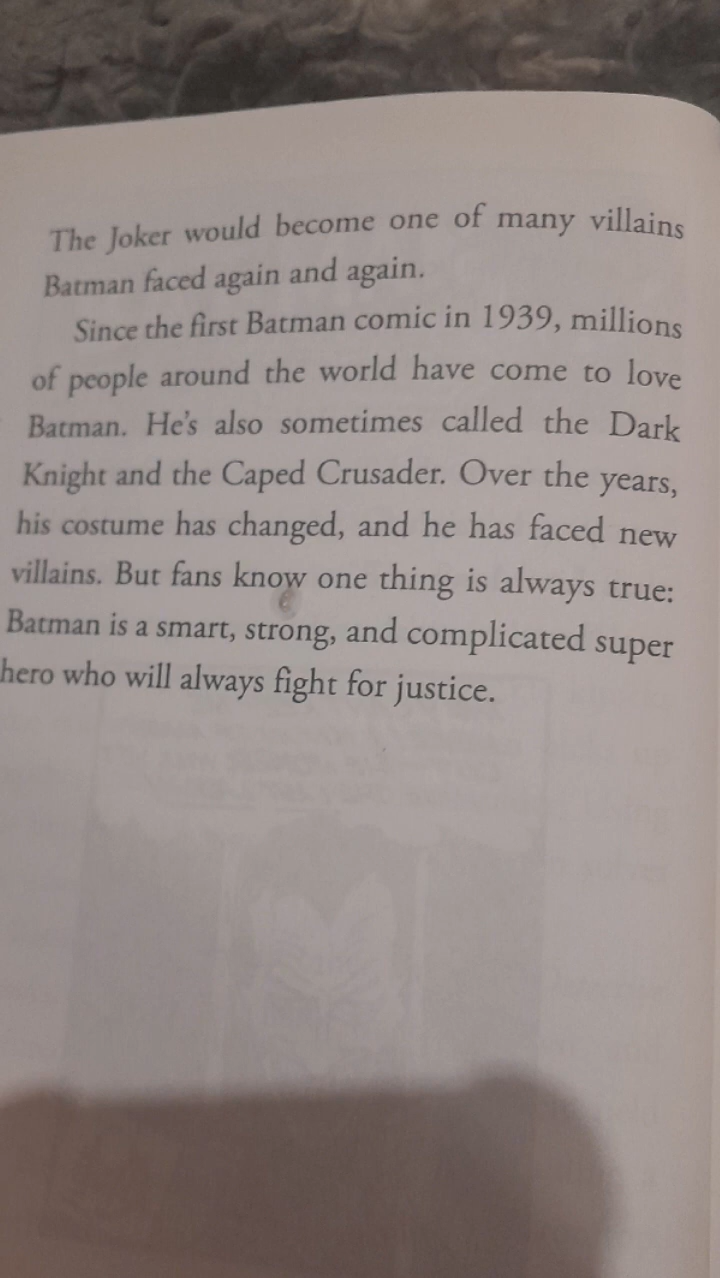 The Joker would become one of many villains
Batman faced again and again.
Since the first Batman comic in 1939, millions
of people around the world have come to love
Batman. He's also sometimes called the Dark
Knight and the Caped Crusader. Over the years,
his costume has changed, and he has faced new
villains. But fans know one thing is always true:
Batman is a smart, strong, and complicated super
hero who will always fight for justice.